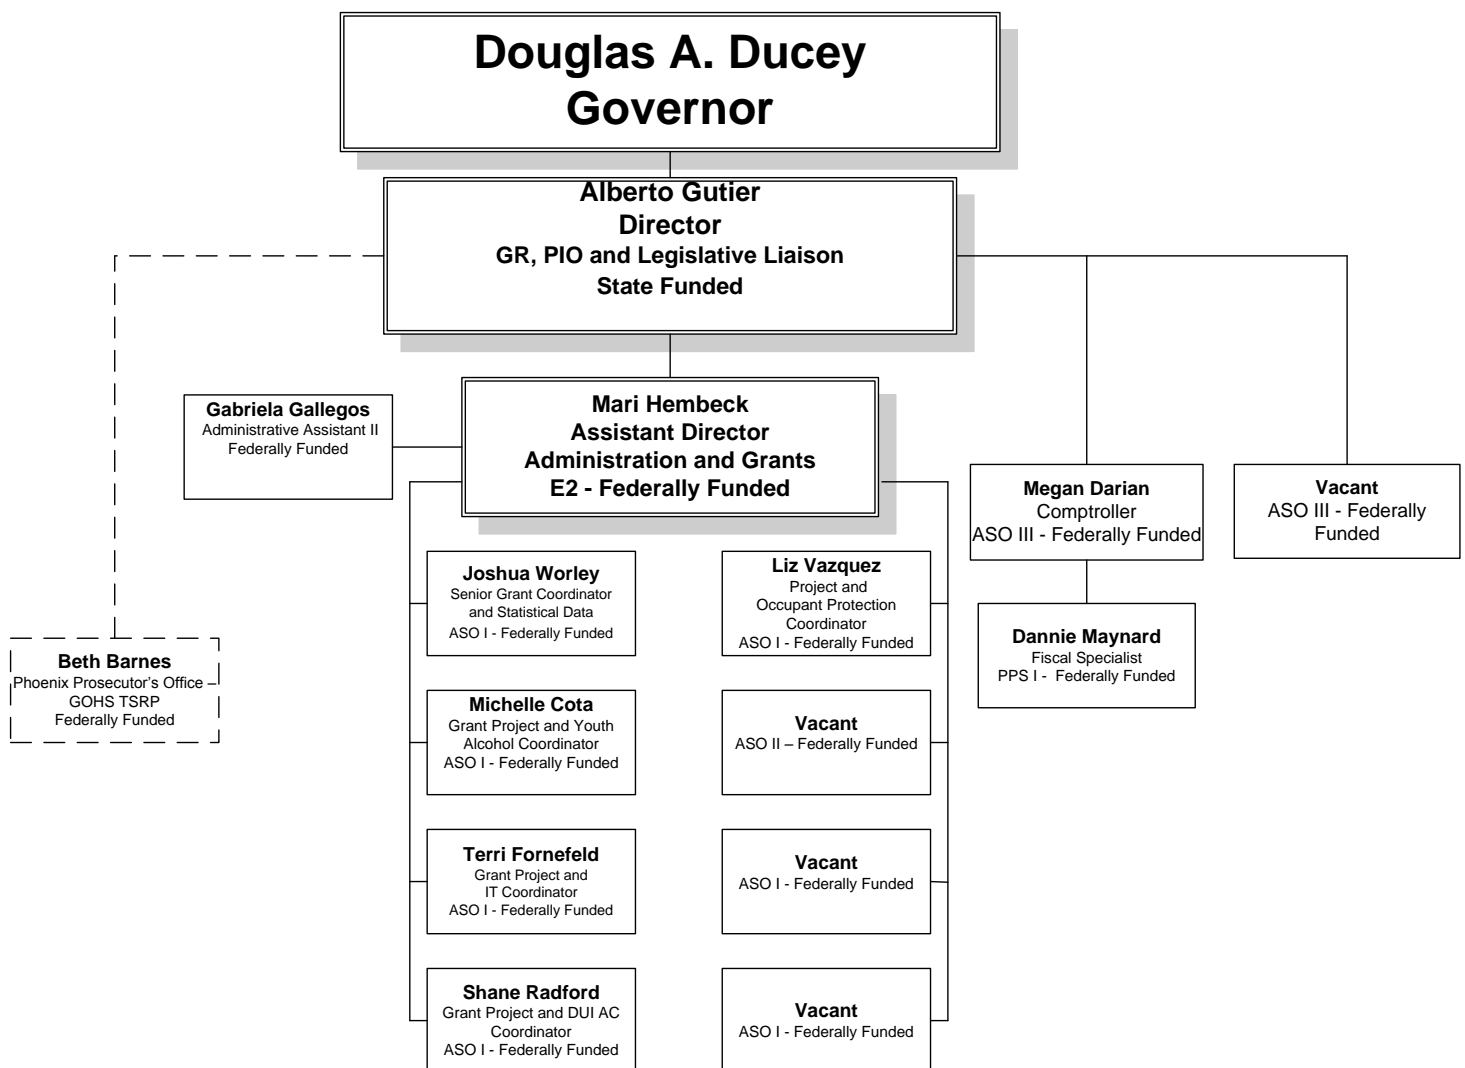 Douglas A. Ducey
Governor
Alberto Gutier
Director
GR, PIO and Legislative Liaison
State Funded
Gabriela Gallegos
Administrative Assistant II
Federally Funded
Mari Hembeck
Assistant Director
Administration and Grants
E2 - Federally Funded
Megan Darian
Comptroller
ASO III - Federally Funded
Vacant
ASO III - Federally
Funded
Joshua Worley
Senior Grant Coordinator
and Statistical Data
ASO I - Federally Funded
Liz Vazquez
Project and
Occupant Protection
Coordinator
ASO I - Federally Funded
Dannie Maynard
Fiscal Specialist
PPS I -  Federally Funded
Beth Barnes
Phoenix Prosecutor's Office –
GOHS TSRP
Federally Funded
Michelle Cota
Grant Project and Youth
Alcohol Coordinator
ASO I - Federally Funded
Vacant
ASO II – Federally Funded
Terri Fornefeld
Grant Project and
IT Coordinator
ASO I - Federally Funded
Vacant
ASO I - Federally Funded
Shane Radford
Grant Project and DUI AC
Coordinator
ASO I - Federally Funded
Vacant
ASO I - Federally Funded